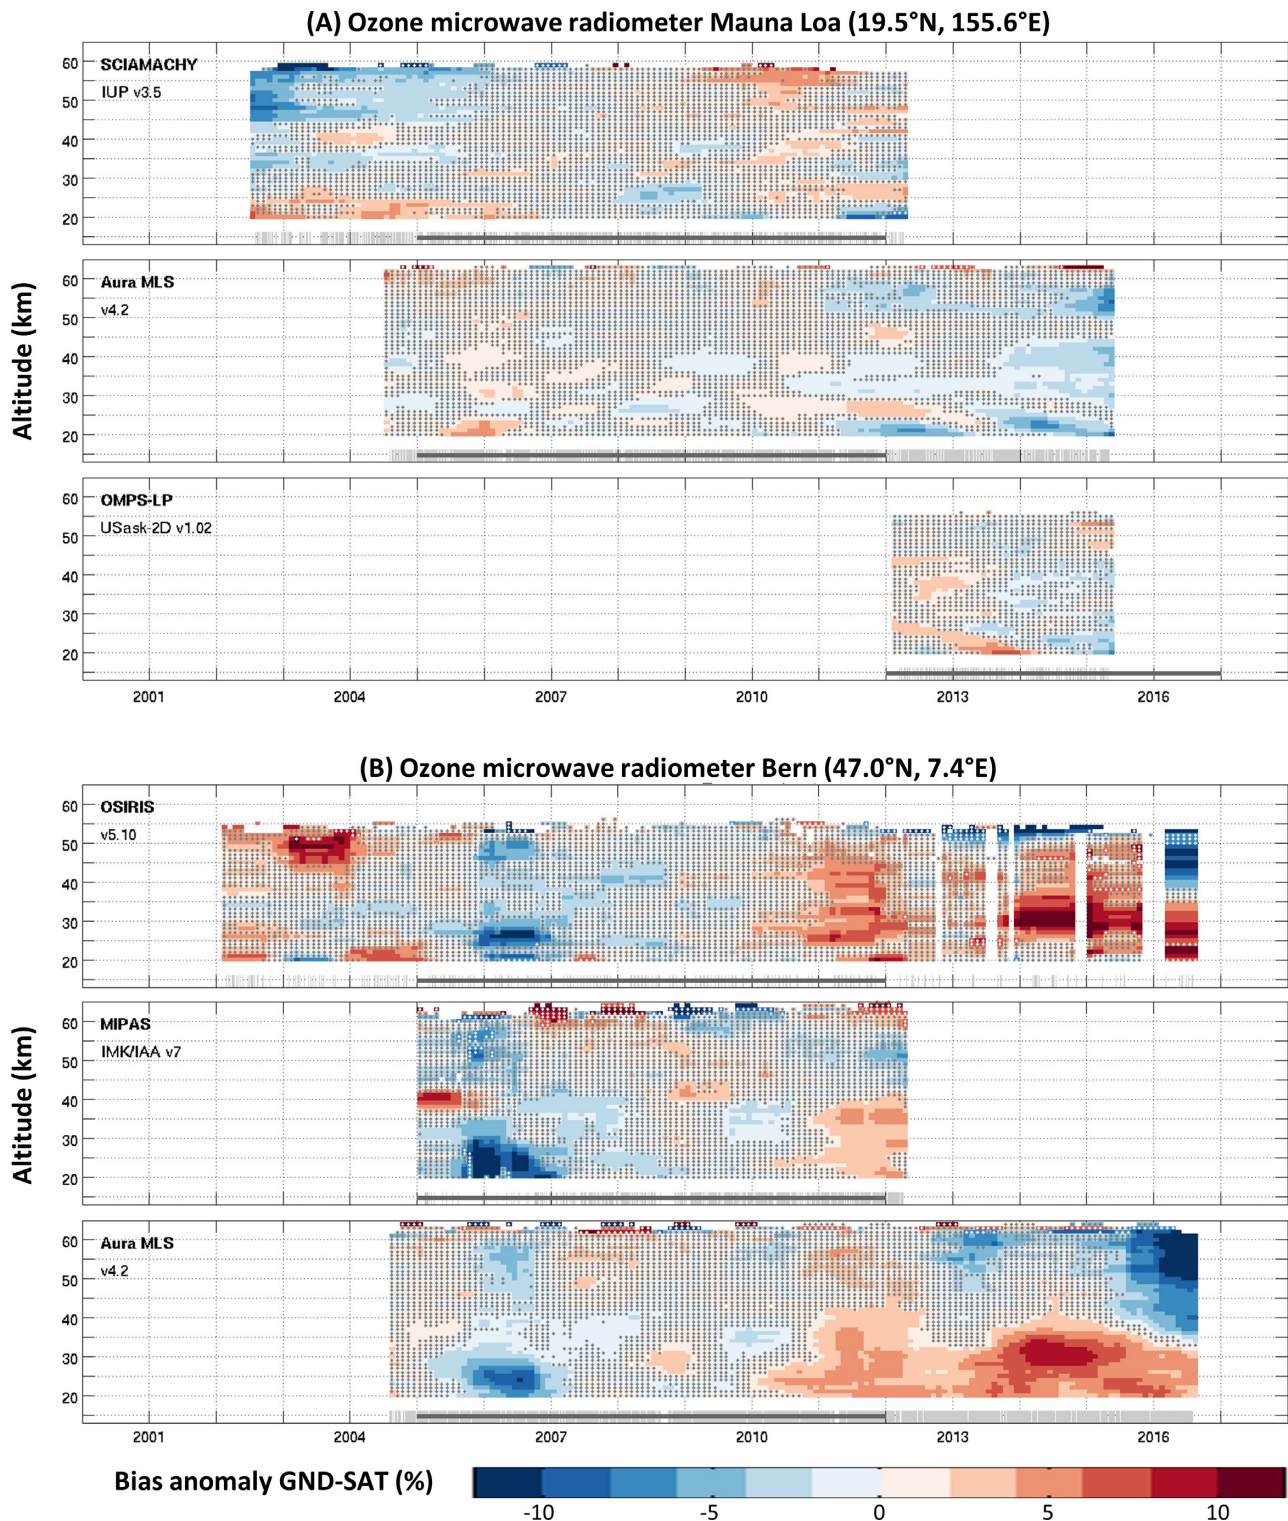 (A) Ozone microwave radiometer Mauna Loa (19.5°N, 155.6°E)
SCIAMACHY
IUP v3.5
60
50
40
30
20
Aura MLS
v4.2
60
50
40
30
20
Altitude (km)
OMPS-LP
USask-2D v1.02
60
50
40
30
20
2001 2004 2007 2010 2013 2016
(B) Ozone microwave radiometer Bern (47.0°N, 7.4°E)
OSIRIS
v5.10
60
50
40
30
20
MIPAS
IMK/IAA v7
60
50
40
30
20
Altitude (km)
Aura MLS
v4.2
60
50
40
30
20
2001 2004 2007 2010 2013 2016
Bias anomaly GND-SAT (%)
-10 -5 0 5 10